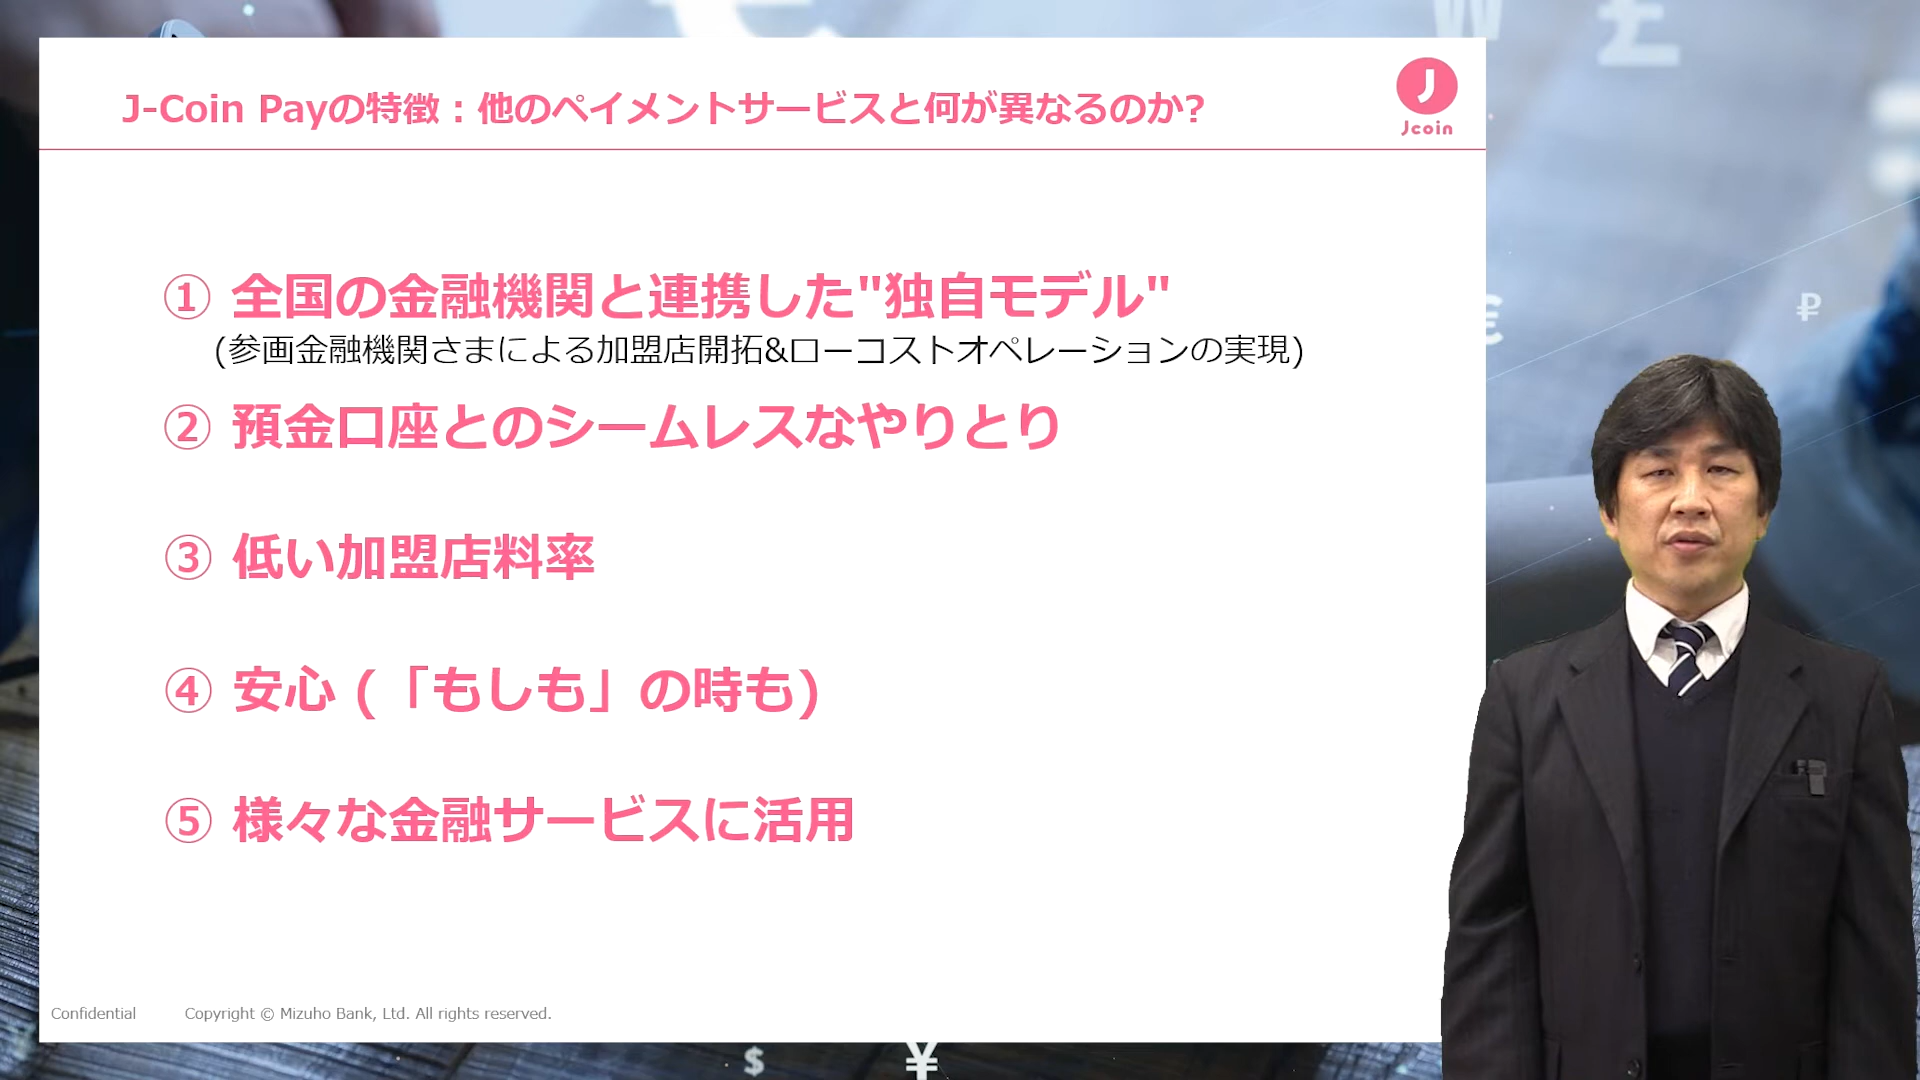 J-Coin Payの特徴：他のペイメントサービスと何が異なるのか?
J
Jcoin
① 全国の金融機関と連携した"独自モデル"
(参画金融機関さまによる加盟店開拓&ローコストオペレーションの実現)
② 預金口座とのシームレスなやりとり
③ 低い加盟店料率
④ 安心 (「もしも」の時も)
⑤ 様々な金融サービスに活用
Confidential Copyright © Mizuho Bank, Ltd. All rights reserved.